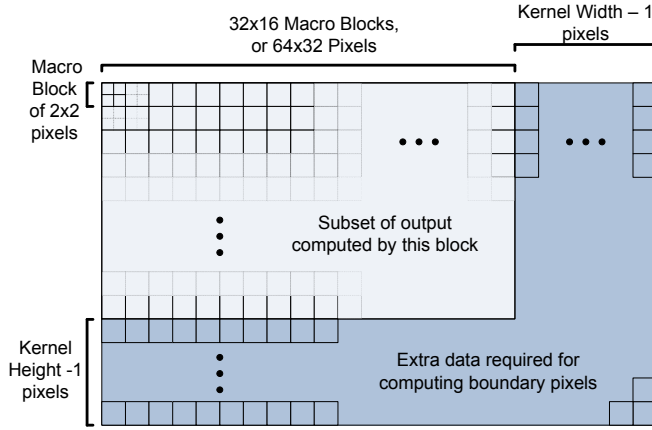 32x16 Macro Blocks,
or 64x32 Pixels
Kernel Width – 1
pixels
Macro
Block
of 2x2
pixels
Subset of output
computed by this block
Kernel
Height -1
pixels
Extra data required for
computing boundary pixels